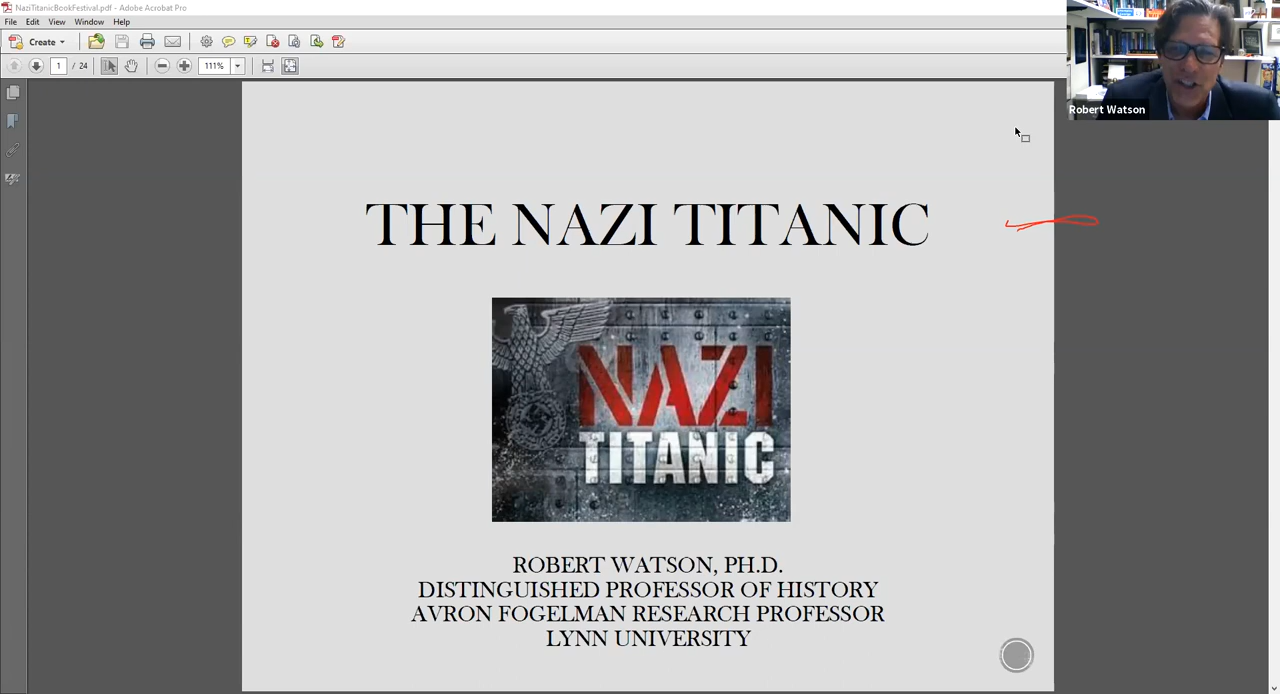 NaziTitanicBookFestival.pdf - Adobe Acrobat Pro
File Edit View Window Help
Create
1 / 24 111%
Robert Watson
THE NAZI TITANIC
NAZI
TITANIC
ROBERT WATSON, PH.D.
DISTINGUISHED PROFESSOR OF HISTORY
AVRON FOGELMAN RESEARCH PROFESSOR
LYNN UNIVERSITY